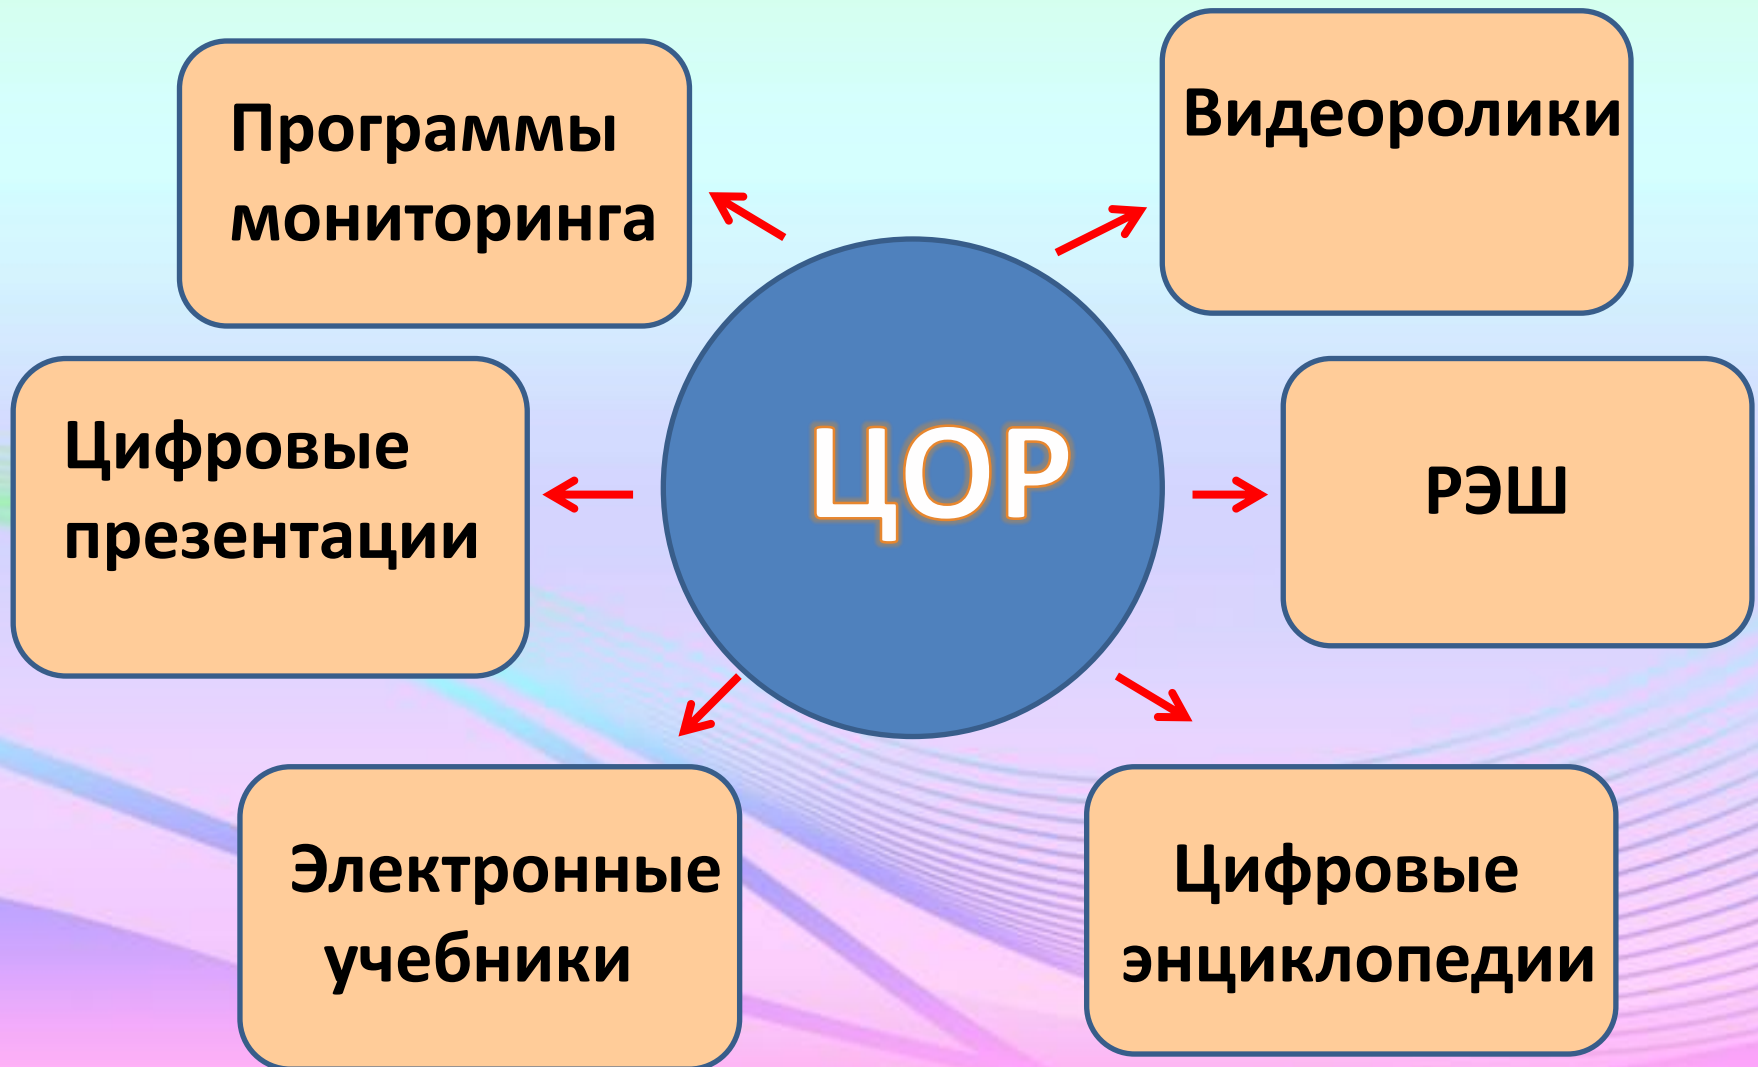 Программы
мониторинга
Видеоролики
Цифровые
презентации
ЦОР
РЭШ
Электронные
учебники
Цифровые
энциклопедии